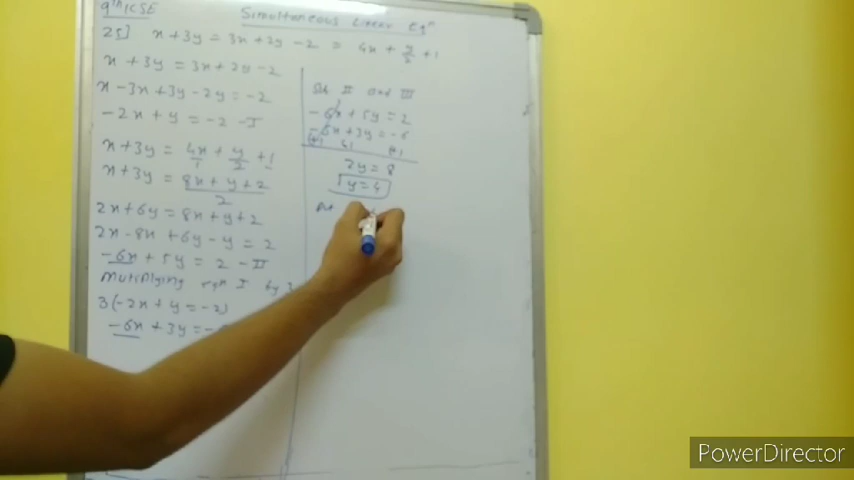 9th ICSE
Simultaneous Linear Eqn
25] x + 3y = 3x + 2y - 2 = 4x + y/2 + 1
x + 3y = 3x + 2y - 2
x - 3x + 3y - 2y = -2
-2x + y = -2 - I
x + 3y = 4x/1 + y/2 + 1/1
x + 3y = 8x + y + 2 / 2
2x + 6y = 8x + y + 2
2x - 8x + 6y - y = 2
-6x + 5y = 2 - II
Multiplying eqn I by 3
3(-2x + y = -2)
-6x + 3y = -
II and III
-6x + 5y = 2
-6x + 3y = -6
(+) (-) (+)
2y = 8
y = 4
Put
PowerDirector